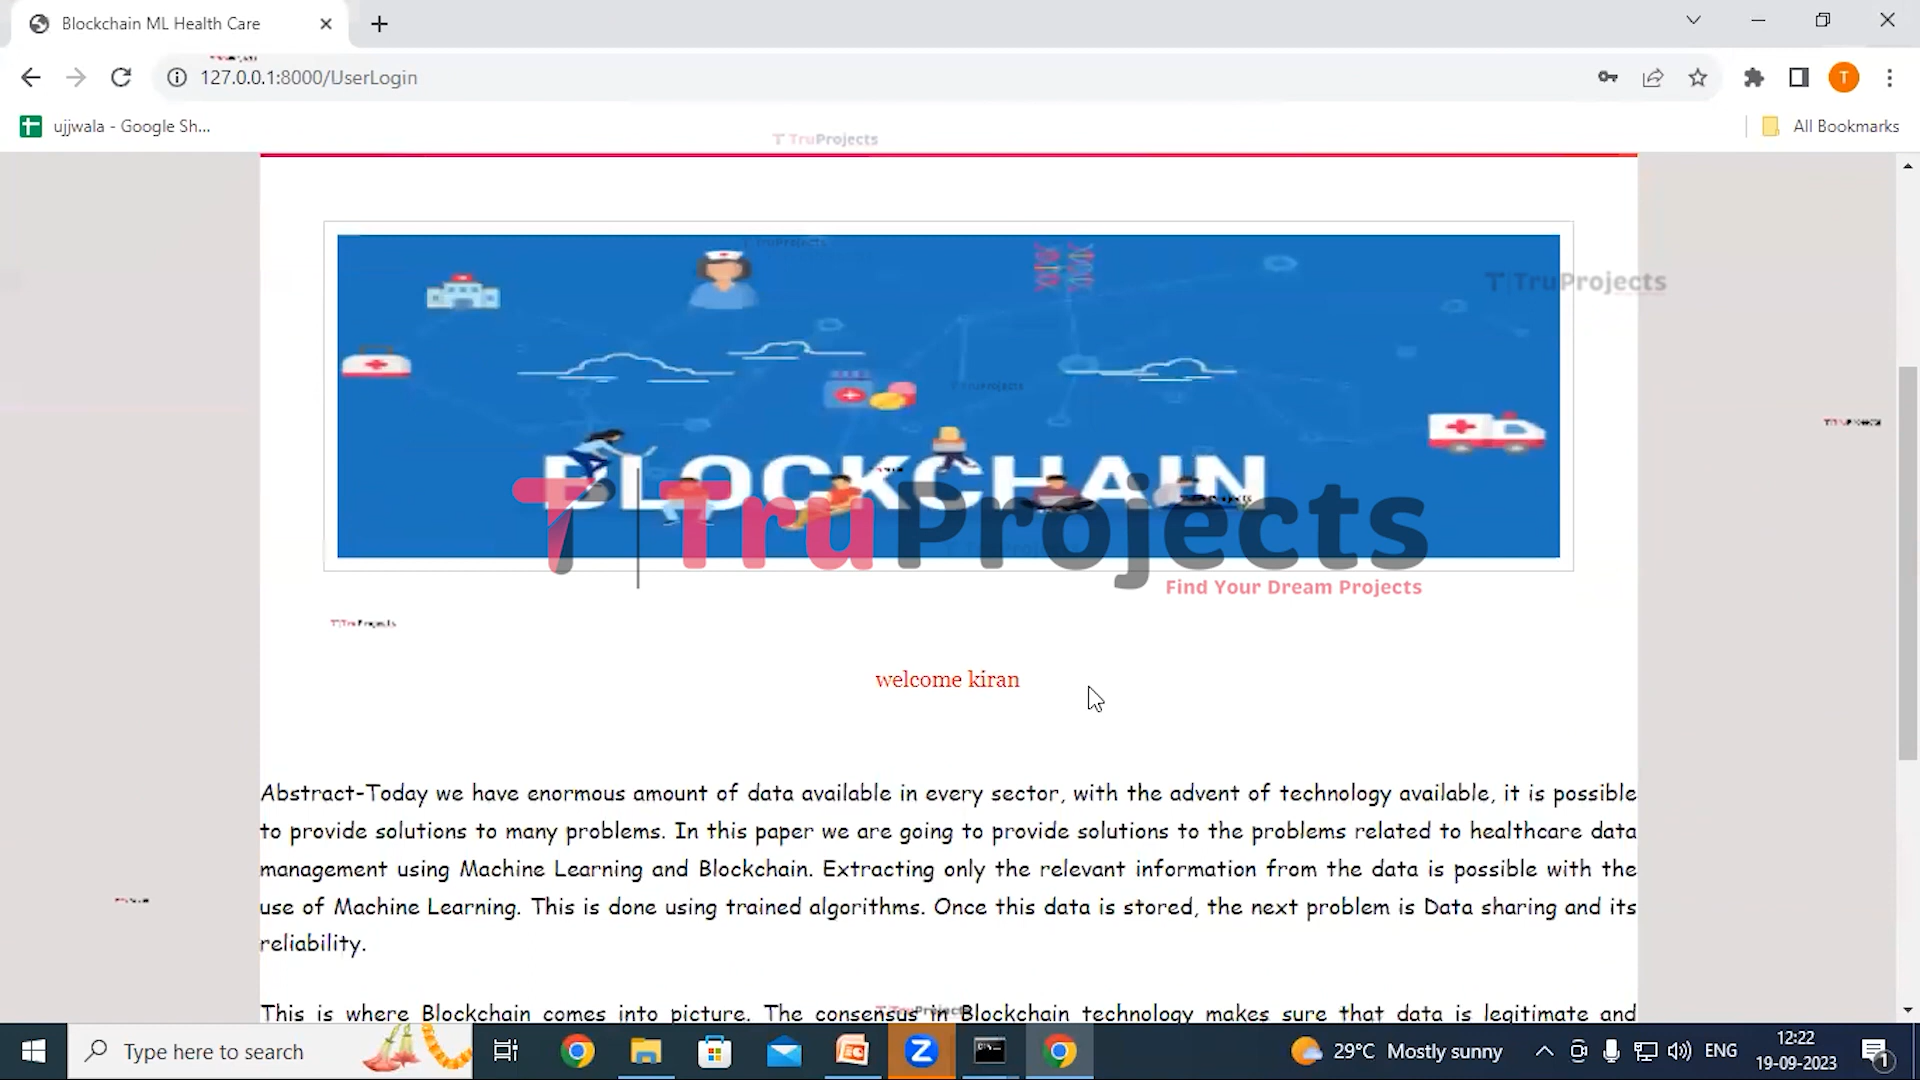 Blockchain ML Health Care
127.0.0.1:8000/UserLogin
T
ujjwala - Google Sh...
All Bookmarks
TruProjects
TruProjects
TruProjects
BLOCKCHAIN
TruProjects
Find Your Dream Projects
TruProjects
welcome kiran
Abstract-Today we have enormous amount of data available in every sector, with the advent of technology available, it is possible
to provide solutions to many problems. In this paper we are going to provide solutions to the problems related to healthcare data
management using Machine Learning and Blockchain. Extracting only the relevant information from the data is possible with the
use of Machine Learning. This is done using trained algorithms. Once this data is stored, the next problem is Data sharing and its
reliability.
This is where Blockchain comes into picture. The consensus in Blockchain technology makes sure that data is legitimate and
Type here to search
Z
29°C Mostly sunny
ENG
12:22
19-09-2023
1